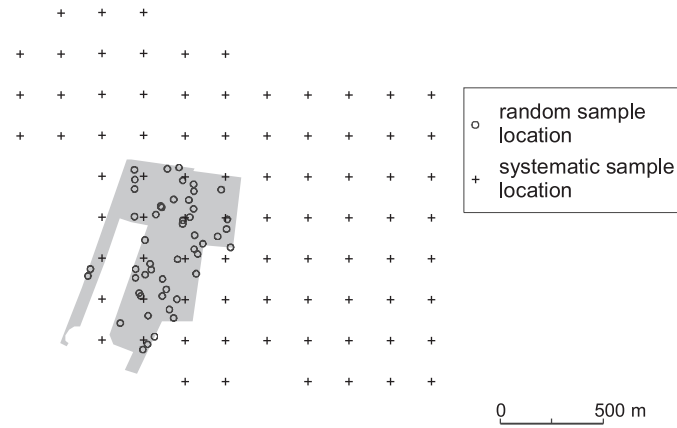 random sample
location
systematic sample
location
0 500 m